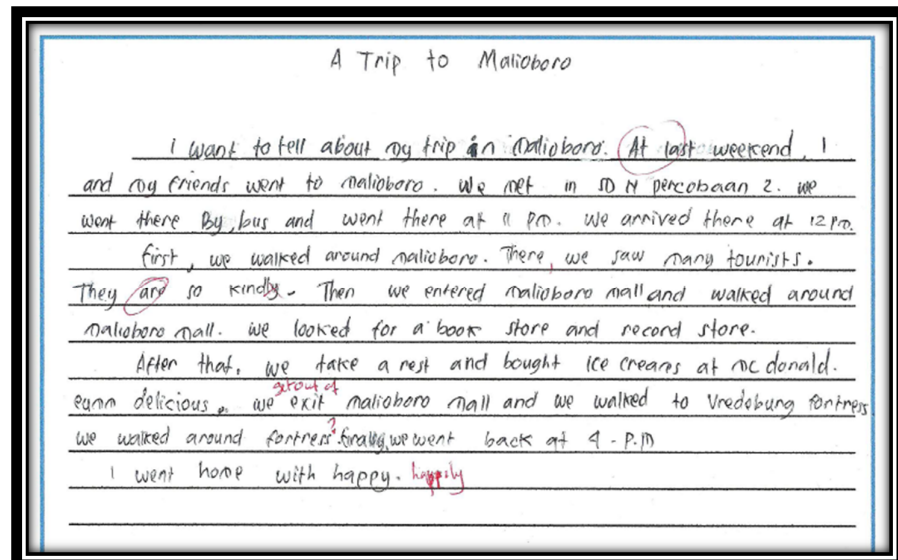 A Trip to Malioboro
i want to tell about my trip in malioboro. At last weekend, I
and my friends went to malioboro. We met in SD N percobaan 2. we
went there By bus and went there at 11 pm. we arrived there at 12 pm.
first, we walked around malioboro. There, we saw many tourists.
They are so kindly. Then we entered malioboro mall and walked around
malioboro mall. we looked for a book store and record store.
After that, we take a rest and bought ice creams at mc donald.
delicious. we exit malioboro mall and we walked to Vredeburg fortress
get out of
we walked around fortress. finally, we went back at 4 - P.M
?
I went home with happy. happily